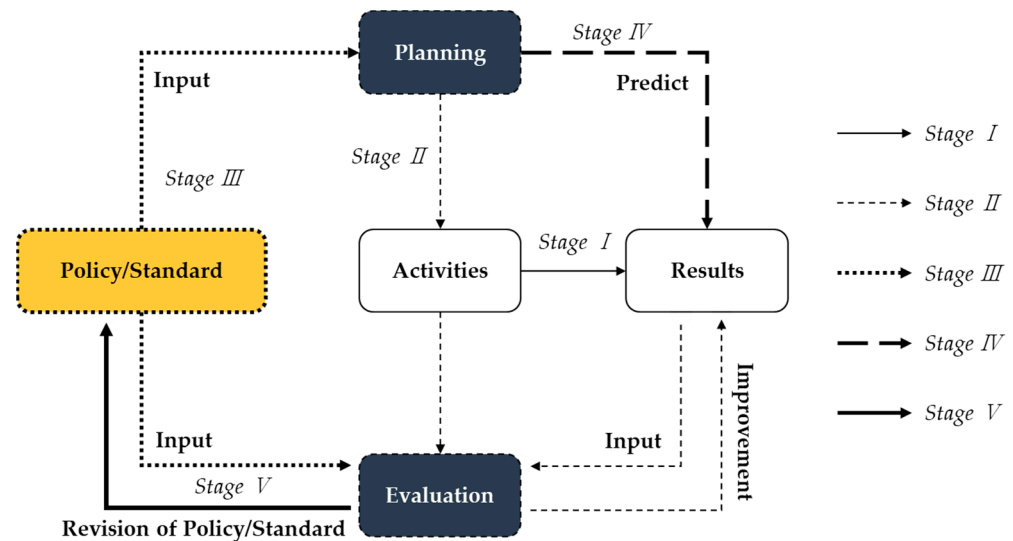 Planning
Stage Ⅳ
Input
Predict
Stage Ⅱ
Stage Ⅲ
Policy/Standard
Activities
Stage Ⅰ
Results
Input
Stage Ⅴ
Revision of Policy/Standard
Evaluation
Input
Improvement
Stage Ⅰ
Stage Ⅱ
Stage Ⅲ
Stage Ⅳ
Stage Ⅴ